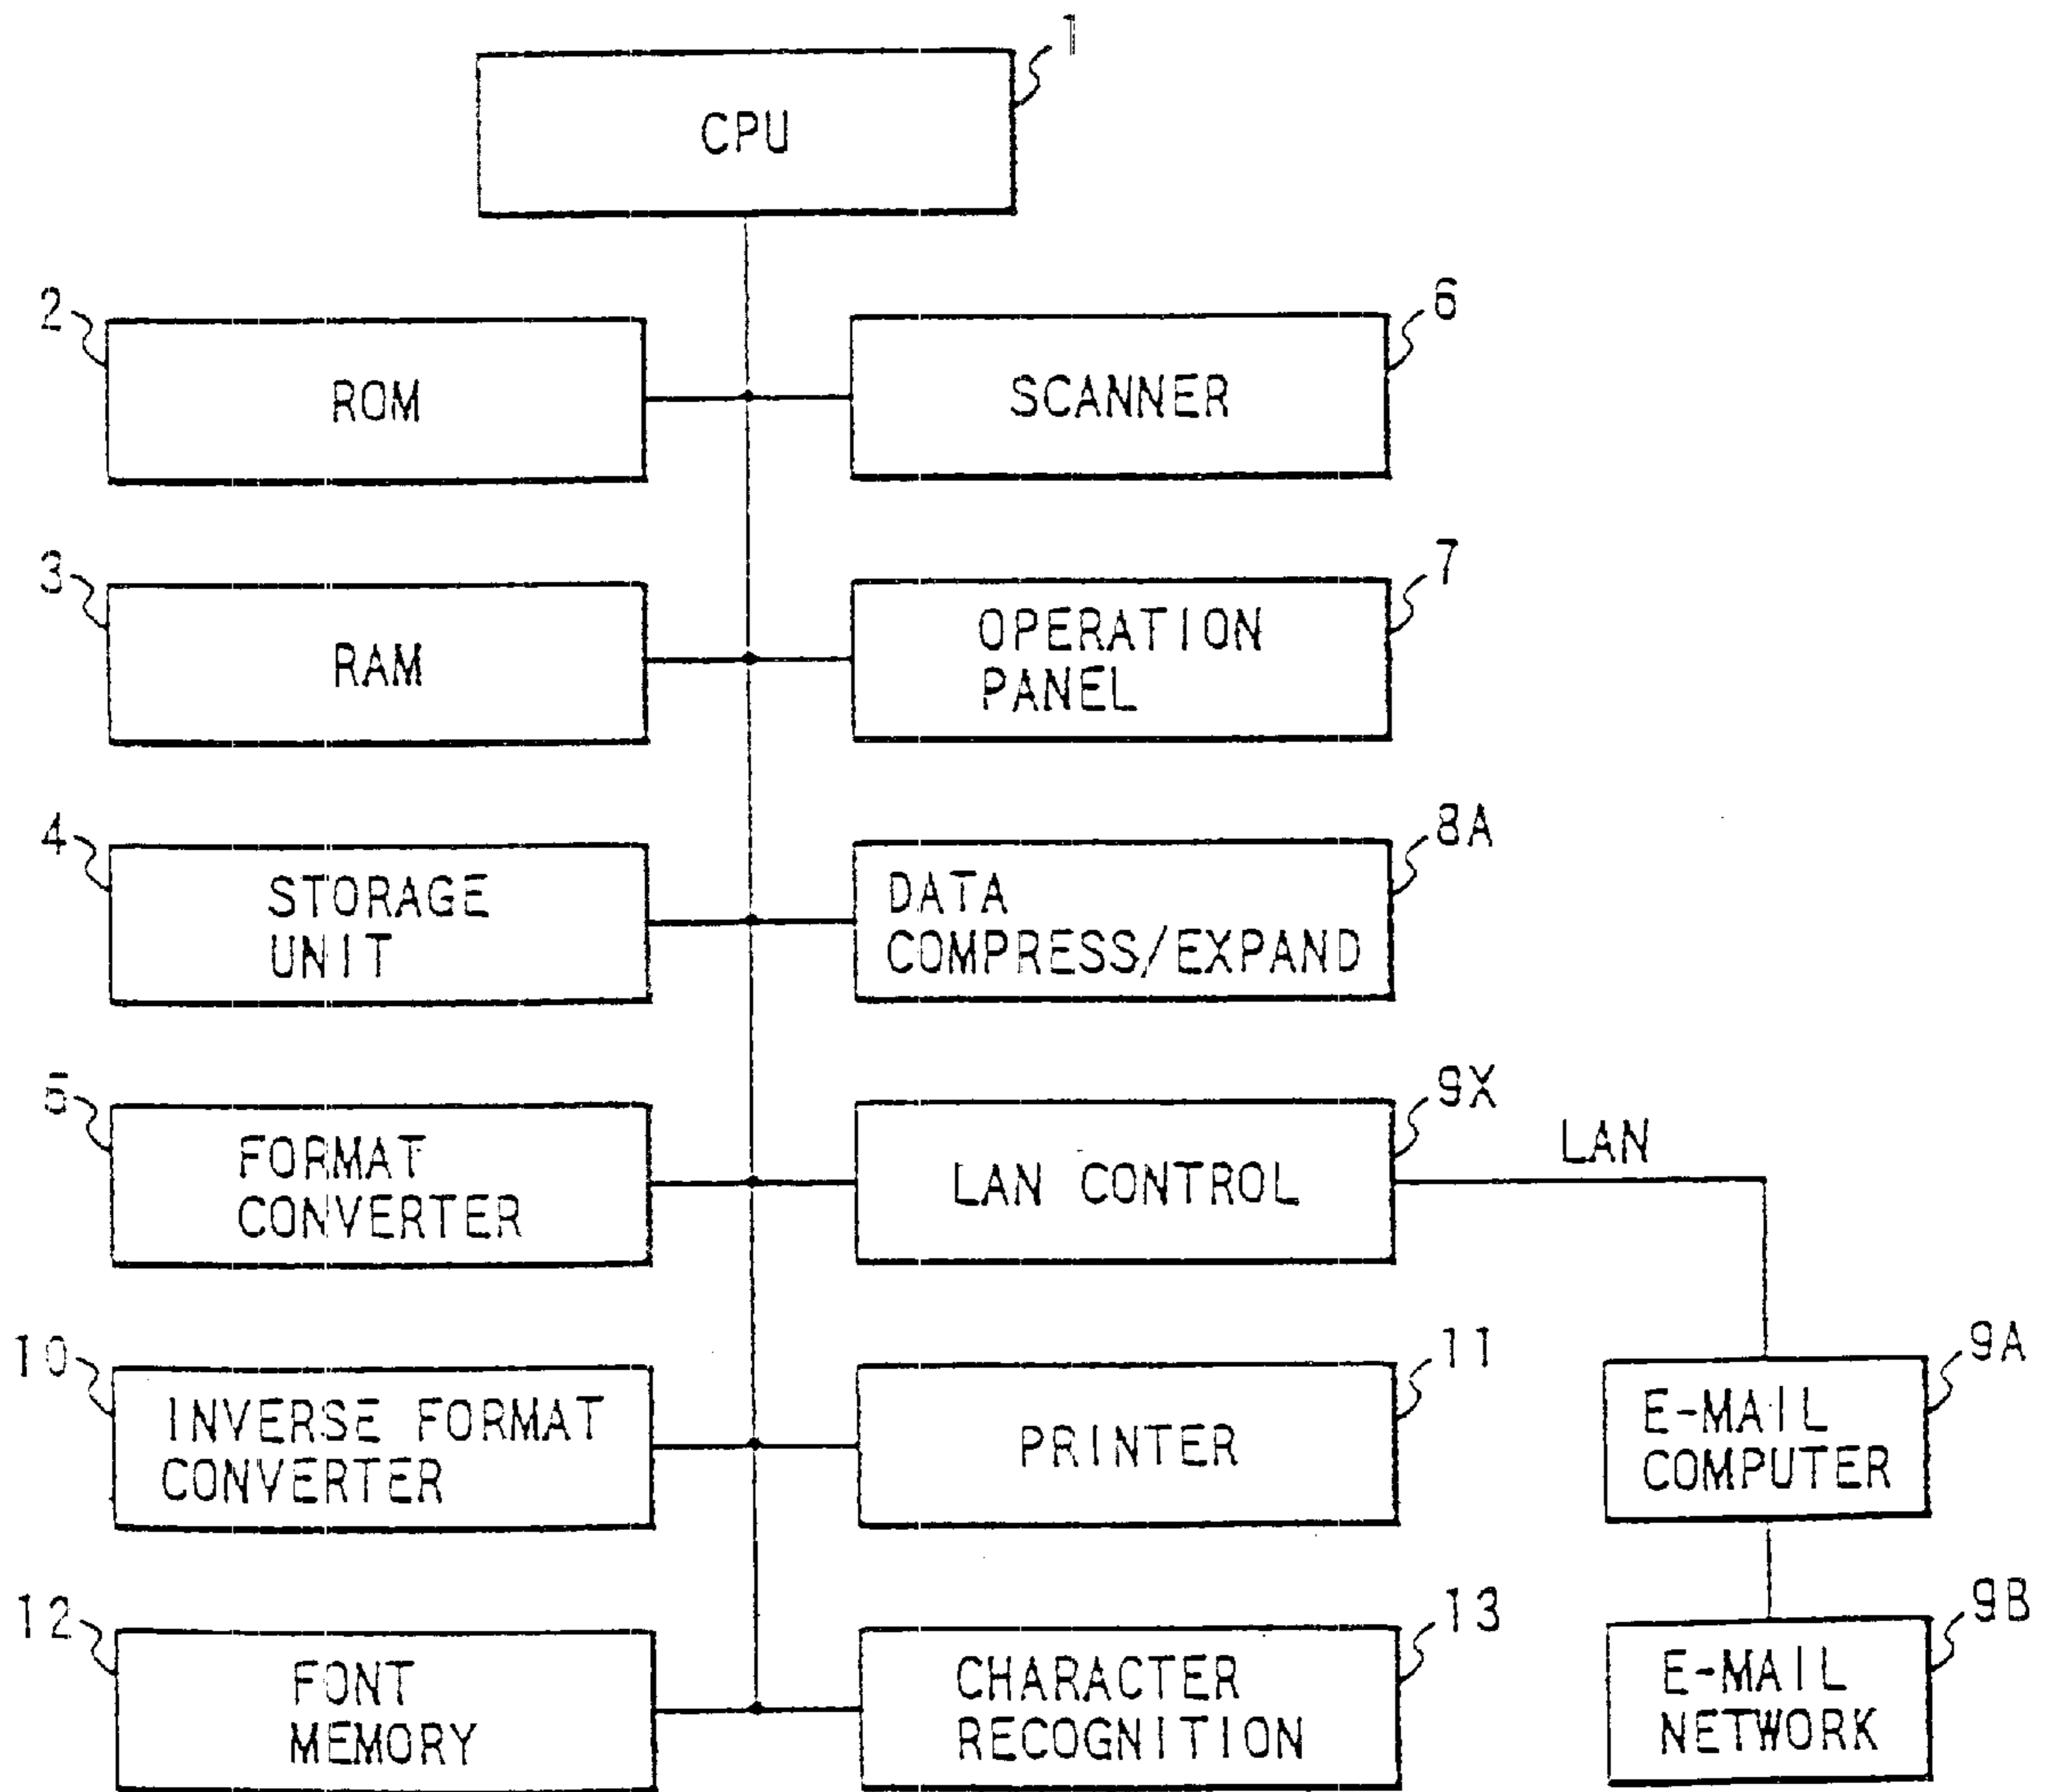 1
CPU
2
ROM
6
SCANNER
3
RAM
7
OPERATION
PANEL
4
STORAGE
UNIT
8A
DATA
COMPRESS/EXPAND
5
FORMAT
CONVERTER
9X
LAN CONTROL
LAN
10
INVERSE FORMAT
CONVERTER
11
PRINTER
9A
E-MAIL
COMPUTER
12
FONT
MEMORY
13
CHARACTER
RECOGNITION
9B
E-MAIL
NETWORK